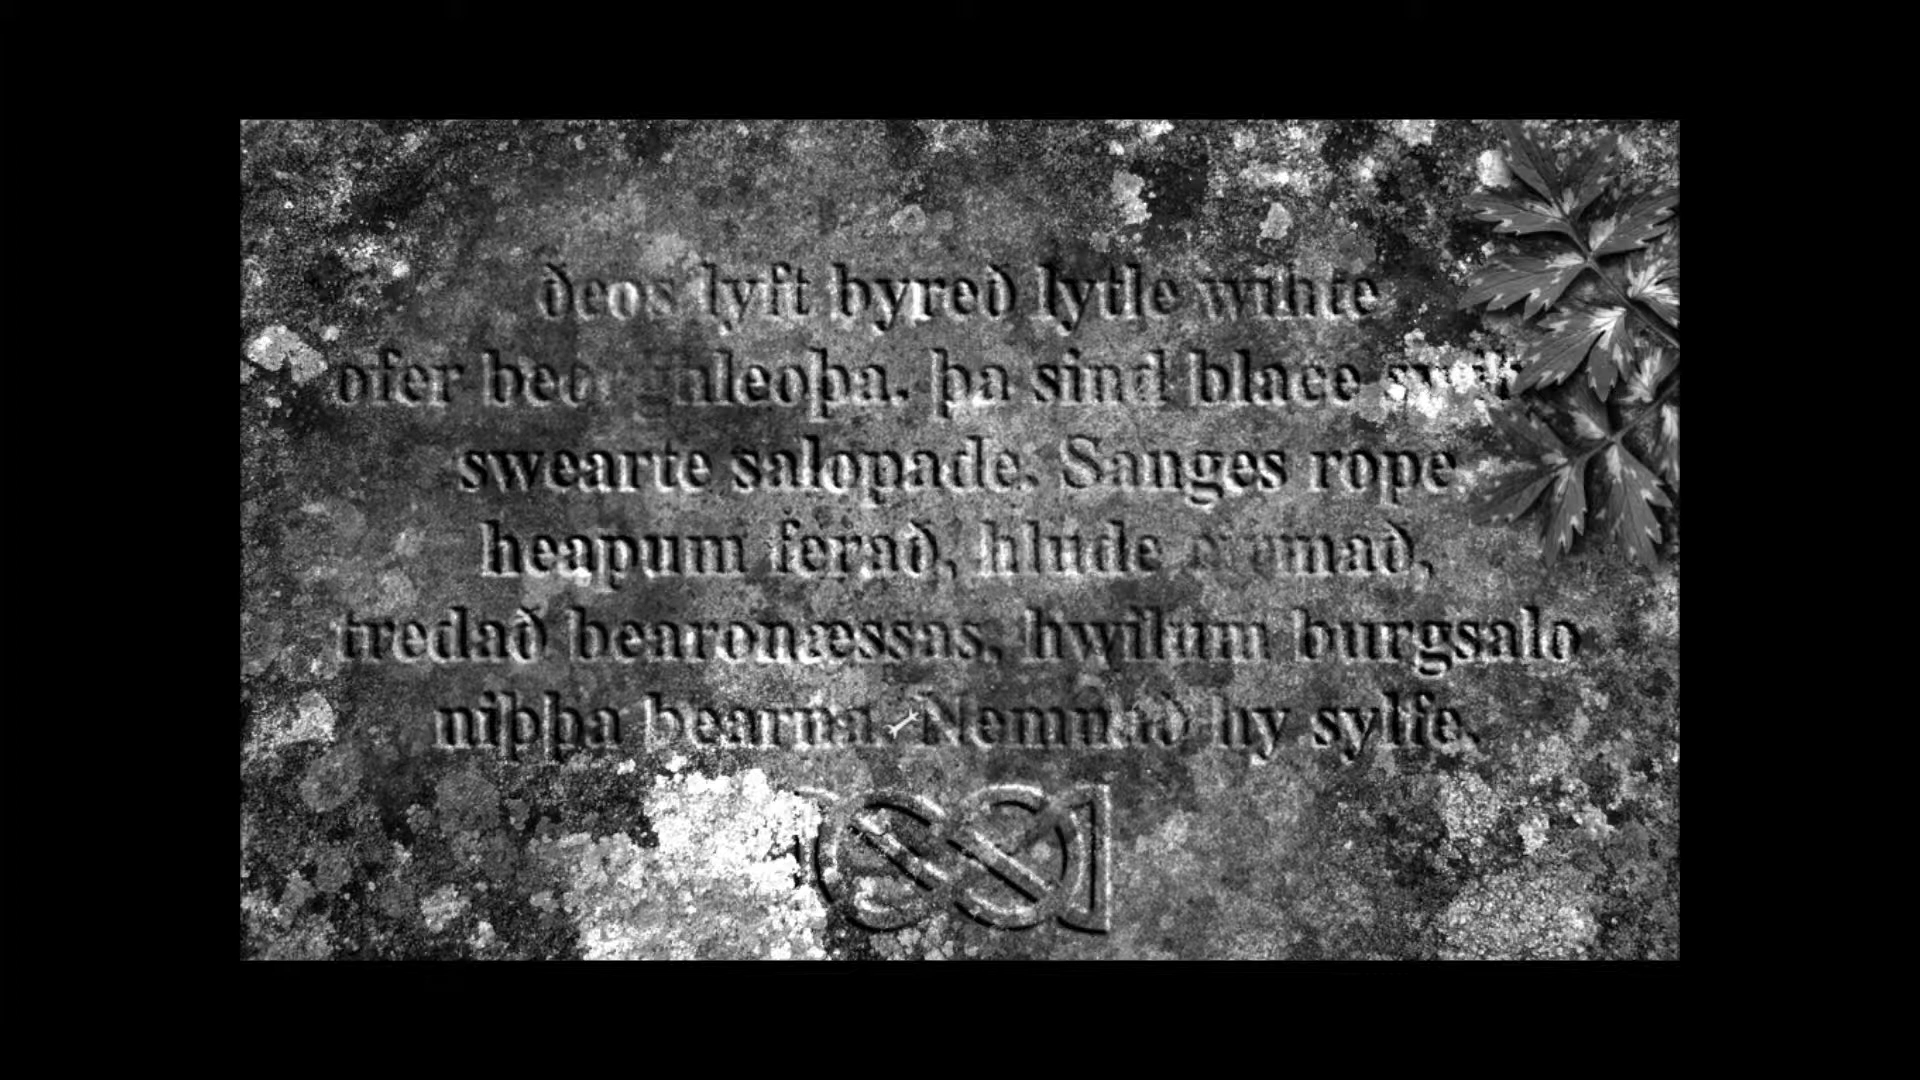 ðeos lyft byreð lytle wihte
ofer beorghleoþa. þa sind blace
swearte salopade. Sanges rope
heapum ferað, hlude
tredað bearonæssas, hwilum burgsalo
niþþa bearna. Nemnað hy sylfe.